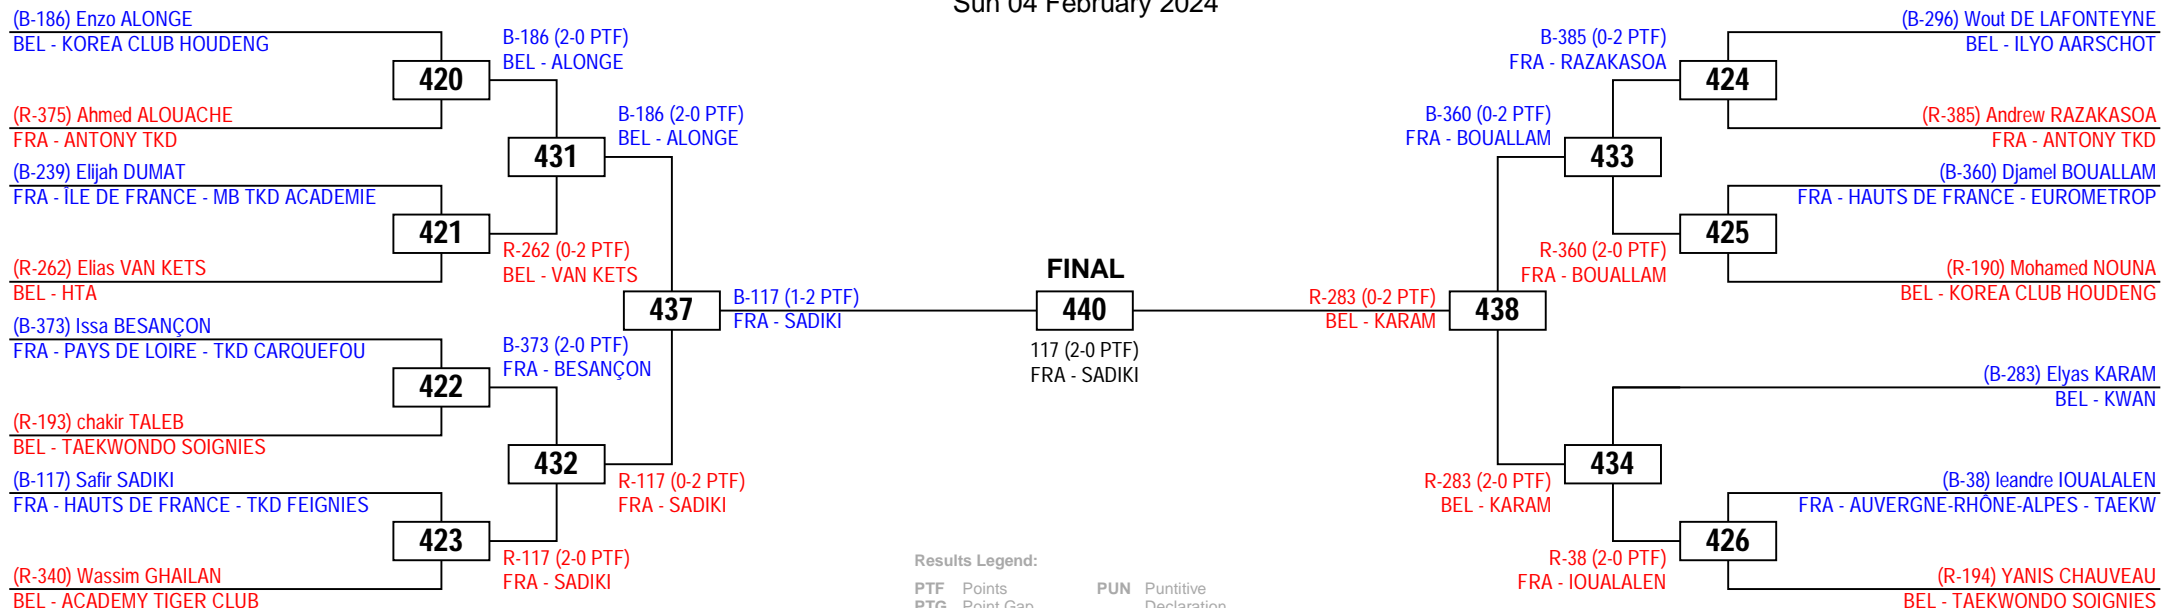 Sun 04 February 2024
(B-186) Enzo ALONGE
BEL - KOREA CLUB HOUDENG
(R-375) Ahmed ALOUACHE
FRA - ANTONY TKD
(B-239) Elijah DUMAT
FRA - ÎLE DE FRANCE - MB TKD ACADEMIE
(R-262) Elias VAN KETS
BEL - HTA
(B-373) Issa BESANÇON
FRA - PAYS DE LOIRE - TKD CARQUEFOU
(R-193) chakir TALEB
BEL - TAEKWONDO SOIGNIES
(B-117) Safir SADIKI
FRA - HAUTS DE FRANCE - TKD FEIGNIES
(R-340) Wassim GHAILAN
BEL - ACADEMY TIGER CLUB
420
421
422
423
B-186 (2-0 PTF)
BEL - ALONGE
R-262 (0-2 PTF)
BEL - VAN KETS
B-373 (2-0 PTF)
FRA - BESANÇON
R-117 (2-0 PTF)
FRA - SADIKI
431
432
B-186 (2-0 PTF)
BEL - ALONGE
R-117 (0-2 PTF)
FRA - SADIKI
437
B-117 (1-2 PTF)
FRA - SADIKI
FINAL
440
117 (2-0 PTF)
FRA - SADIKI
R-283 (0-2 PTF)
BEL - KARAM
438
B-360 (0-2 PTF)
FRA - BOUALLAM
R-283 (2-0 PTF)
BEL - KARAM
433
434
B-385 (0-2 PTF)
FRA - RAZAKASOA
R-360 (2-0 PTF)
FRA - BOUALLAM
R-38 (2-0 PTF)
FRA - IOUALALEN
424
425
426
(B-296) Wout DE LAFONTEYNE
BEL - ILYO AARSCHOT
(R-385) Andrew RAZAKASOA
FRA - ANTONY TKD
(B-360) Djamel BOUALLAM
FRA - HAUTS DE FRANCE - EUROMETROP
(R-190) Mohamed NOUNA
BEL - KOREA CLUB HOUDENG
(B-283) Elyas KARAM
BEL - KWAN
(B-38) leandre IOUALALEN
FRA - AUVERGNE-RHÔNE-ALPES - TAEKW
(R-194) YANIS CHAUVEAU
BEL - TAEKWONDO SOIGNIES
Results Legend:
PTF Points PUN Puntitive
PTG Point Gap Declaration